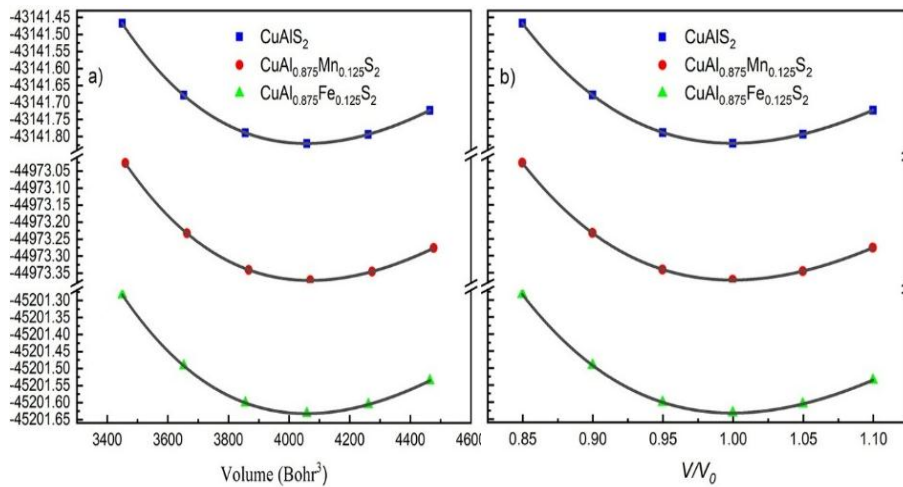 -43141.45
-43141.50
-43141.55
-43141.60
-43141.65
-43141.70
-43141.75
-43141.80
-44973.05
-44973.10
-44973.15
-44973.20
-44973.25
-44973.30
-44973.35
-45201.30
-45201.35
-45201.40
-45201.45
-45201.50
-45201.55
-45201.60
-45201.65
a)
CuAlS₂
CuAl₀.₈₇₅Mn₀.₁₂₅S₂
CuAl₀.₈₇₅Fe₀.₁₂₅S₂
3400 3600 3800 4000 4200 4400 4600
Volume (Bohr³)
b)
CuAlS₂
CuAl₀.₈₇₅Mn₀.₁₂₅S₂
CuAl₀.₈₇₅Fe₀.₁₂₅S₂
0.85 0.90 0.95 1.00 1.05 1.10
V/V₀